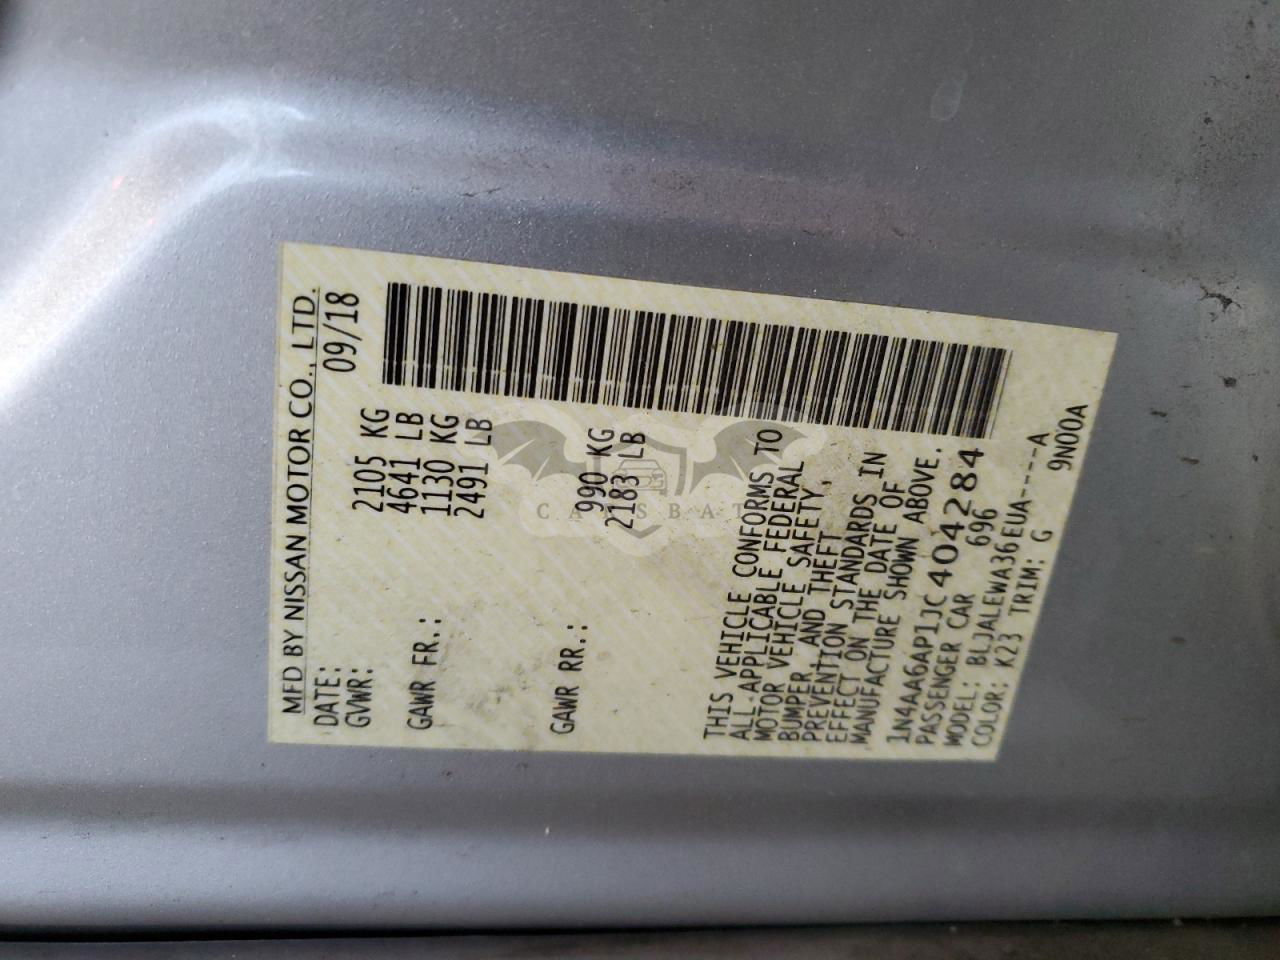 MFD BY NISSAN MOTOR CO., LTD.
DATE: 09/18
GVWR: 2105 KG
4641 LB
GAWR FR.: 1130 KG
2491 LB
GAWR RR.: 990 KG
2183 LB
THIS VEHICLE CONFORMS TO
ALL APPLICABLE FEDERAL
MOTOR VEHICLE SAFETY,
BUMPER, AND THEFT
PREVENTION STANDARDS IN
EFFECT ON THE DATE OF
MANUFACTURE SHOWN ABOVE.
1N4AA6AP1JC404284
PASSENGER CAR 696
MODEL: BLJALEWA36EUA-----A
COLOR: K23 TRIM: G 9N00A
CARSBAT